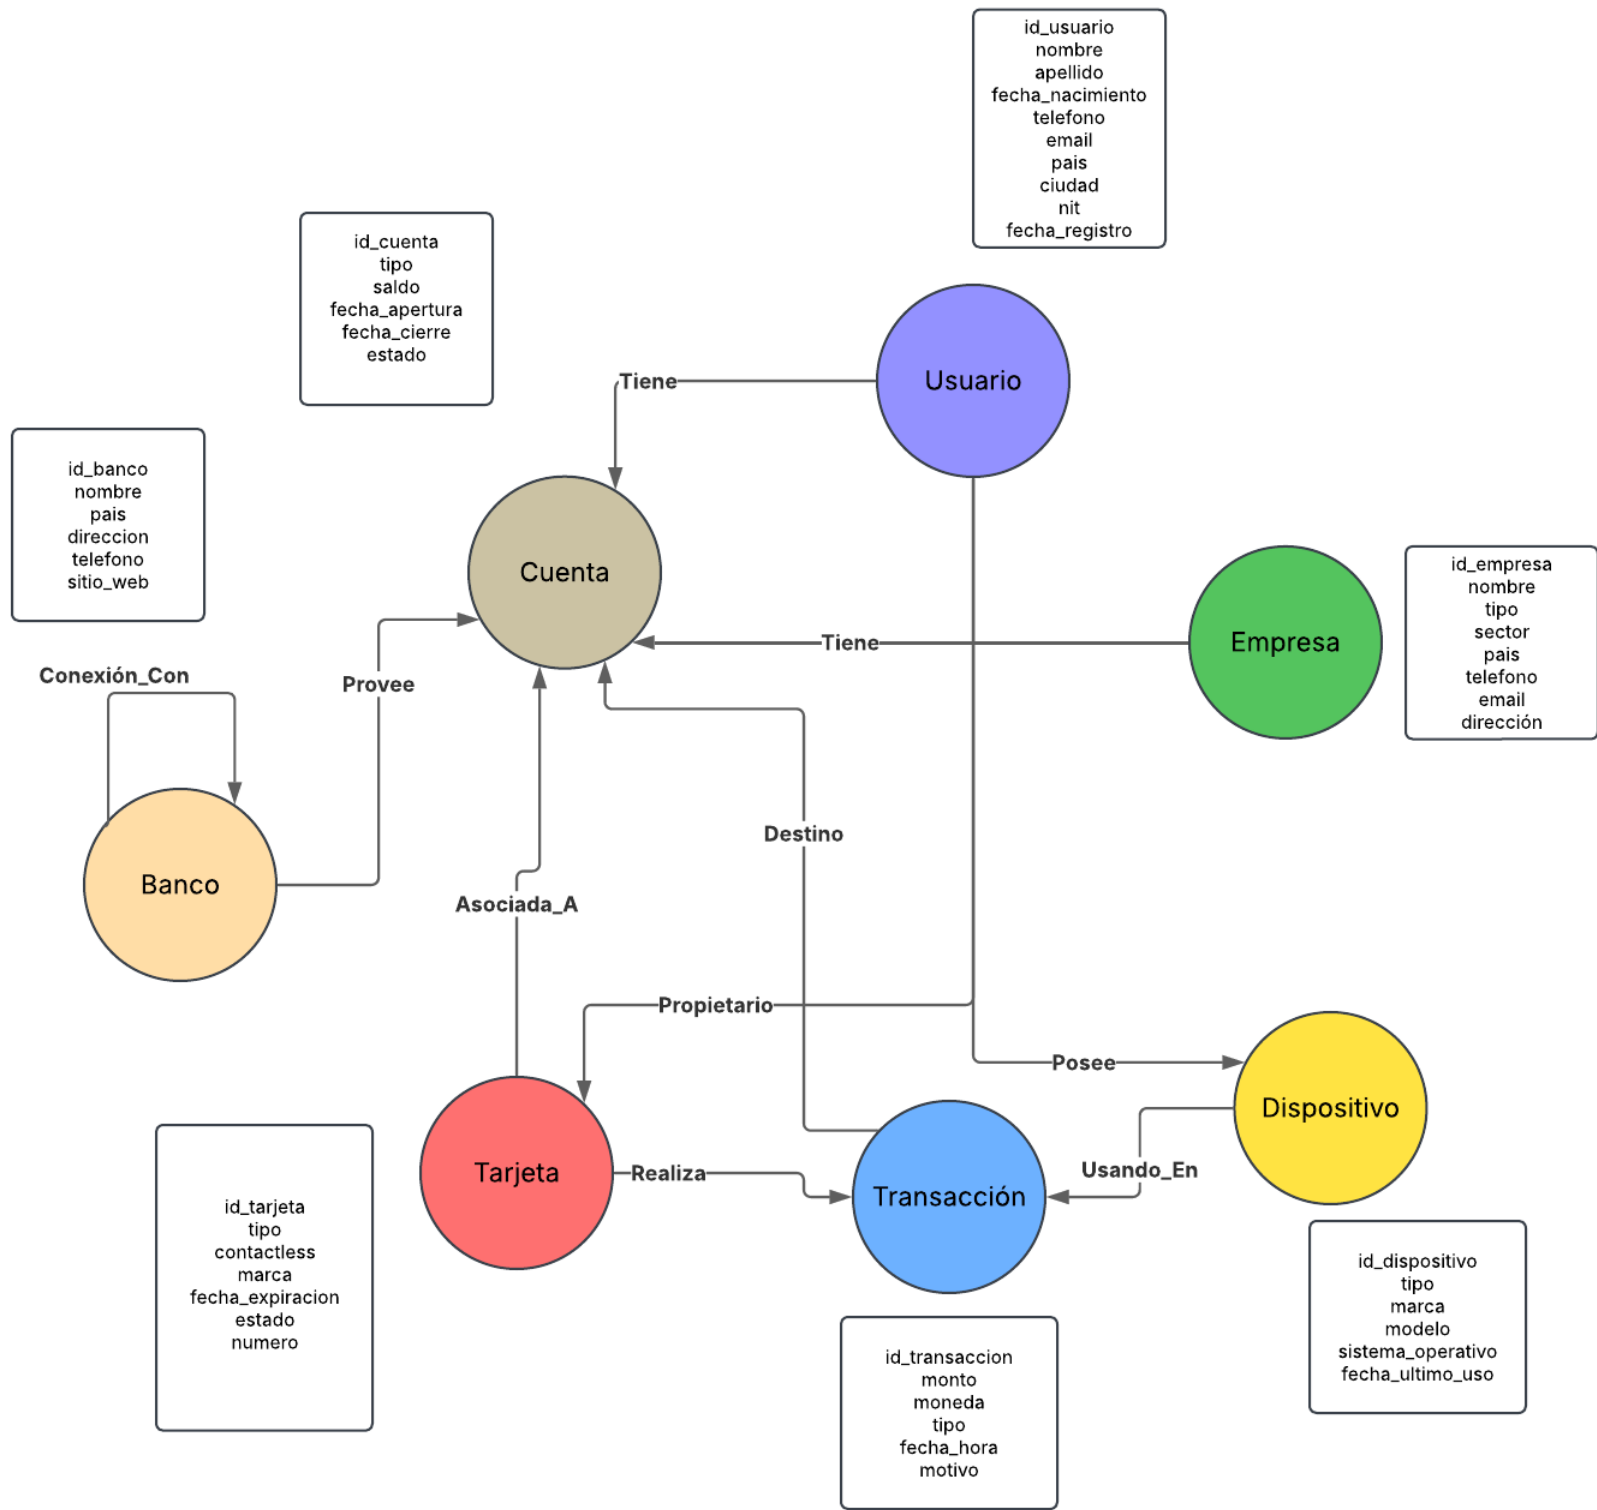 id_usuario
nombre
apellido
fecha_nacimiento
telefono
email
pais
ciudad
nit
fecha_registro
id_cuenta
tipo
saldo
fecha_apertura
fecha_cierre
estado
Tiene
Usuario
id_banco
nombre
pais
direccion
telefono
sitio_web
Cuenta
id_empresa
nombre
tipo
sector
pais
telefono
email
dirección
Tiene
Empresa
Conexión_Con
Provee
Destino
Banco
Asociada_A
Propietario
Posee
Dispositivo
Tarjeta
Realiza
Usando_En
Transacción
id_tarjeta
tipo
contactless
marca
fecha_expiracion
estado
numero
id_dispositivo
tipo
marca
modelo
sistema_operativo
fecha_ultimo_uso
id_transaccion
monto
moneda
tipo
fecha_hora
motivo